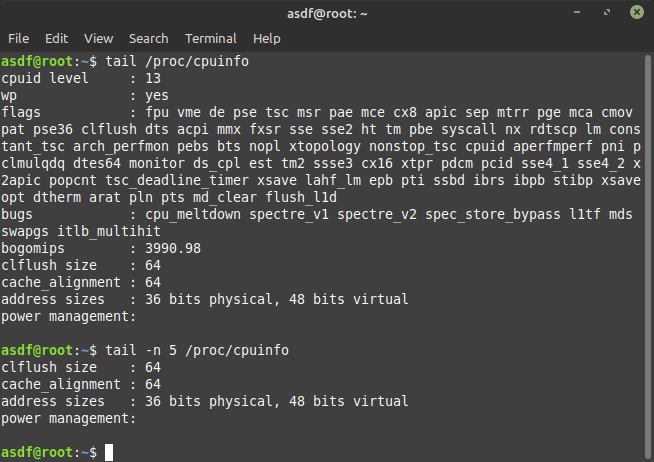 asdf@root: ~
File Edit View Search Terminal Help
asdf@root:~$ tail /proc/cpuinfo
cpuid level     : 13
wp              : yes
flags           : fpu vme de pse tsc msr pae mce cx8 apic sep mtrr pge mca cmov
pat pse36 clflush dts acpi mmx fxsr sse sse2 ht tm pbe syscall nx rdtscp lm cons
tant_tsc arch_perfmon pebs bts nopl xtopology nonstop_tsc cpuid aperfmperf pni p
clmulqdq dtes64 monitor ds_cpl est tm2 ssse3 cx16 xtpr pdcm pcid sse4_1 sse4_2 x
2apic popcnt tsc_deadline_timer xsave lahf_lm epb pti ssbd ibrs ibpb stibp xsave
opt dtherm arat pln pts md_clear flush_l1d
bugs            : cpu_meltdown spectre_v1 spectre_v2 spec_store_bypass l1tf mds
swapgs itlb_multihit
bogomips        : 3990.98
clflush size    : 64
cache_alignment : 64
address sizes   : 36 bits physical, 48 bits virtual
power management:
asdf@root:~$ tail -n 5 /proc/cpuinfo
clflush size    : 64
cache_alignment : 64
address sizes   : 36 bits physical, 48 bits virtual
power management:
asdf@root:~$